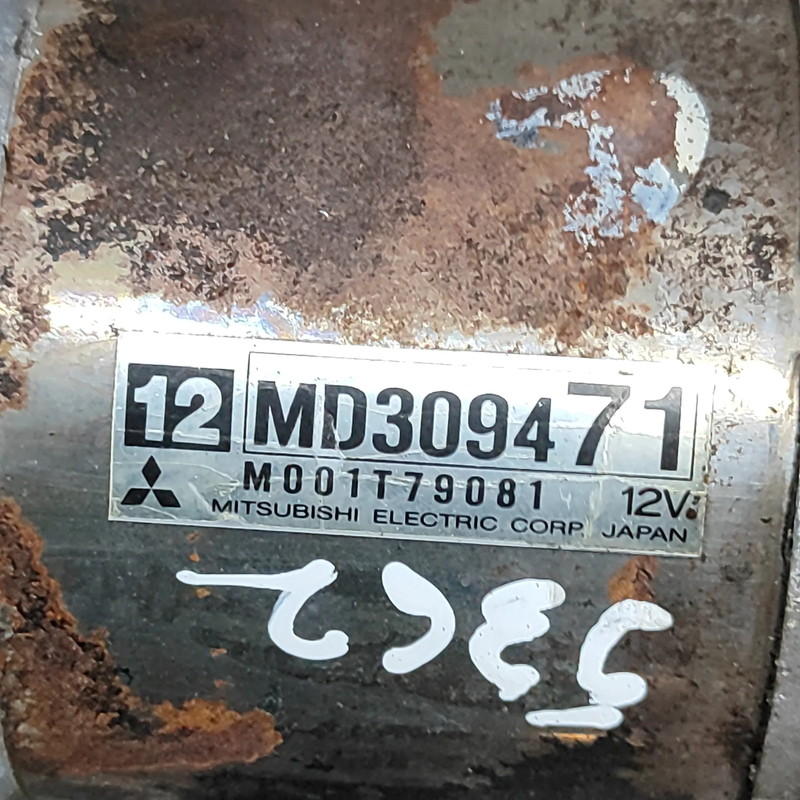 12 MD309471
M001T79081 12V
MITSUBISHI ELECTRIC CORP. JAPAN